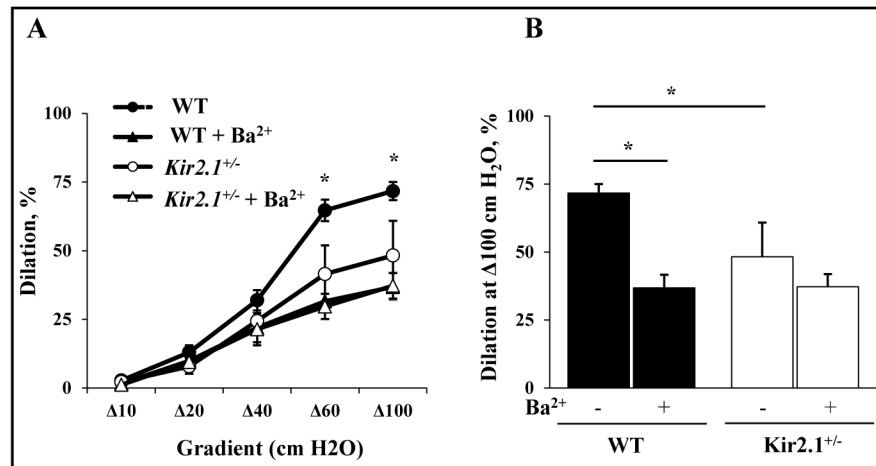 A
WT
WT + Ba²⁺
Kir2.1⁺/⁻
Kir2.1⁺/⁻ + Ba²⁺
Dilation, %
100
75
50
25
0
* *
Δ10 Δ20 Δ40 Δ60 Δ100
Gradient (cm H2O)
B
Dilation at Δ100 cm H₂O, %
100
75
50
25
0
*
*
Ba²⁺ - + - +
WT Kir2.1⁺/⁻